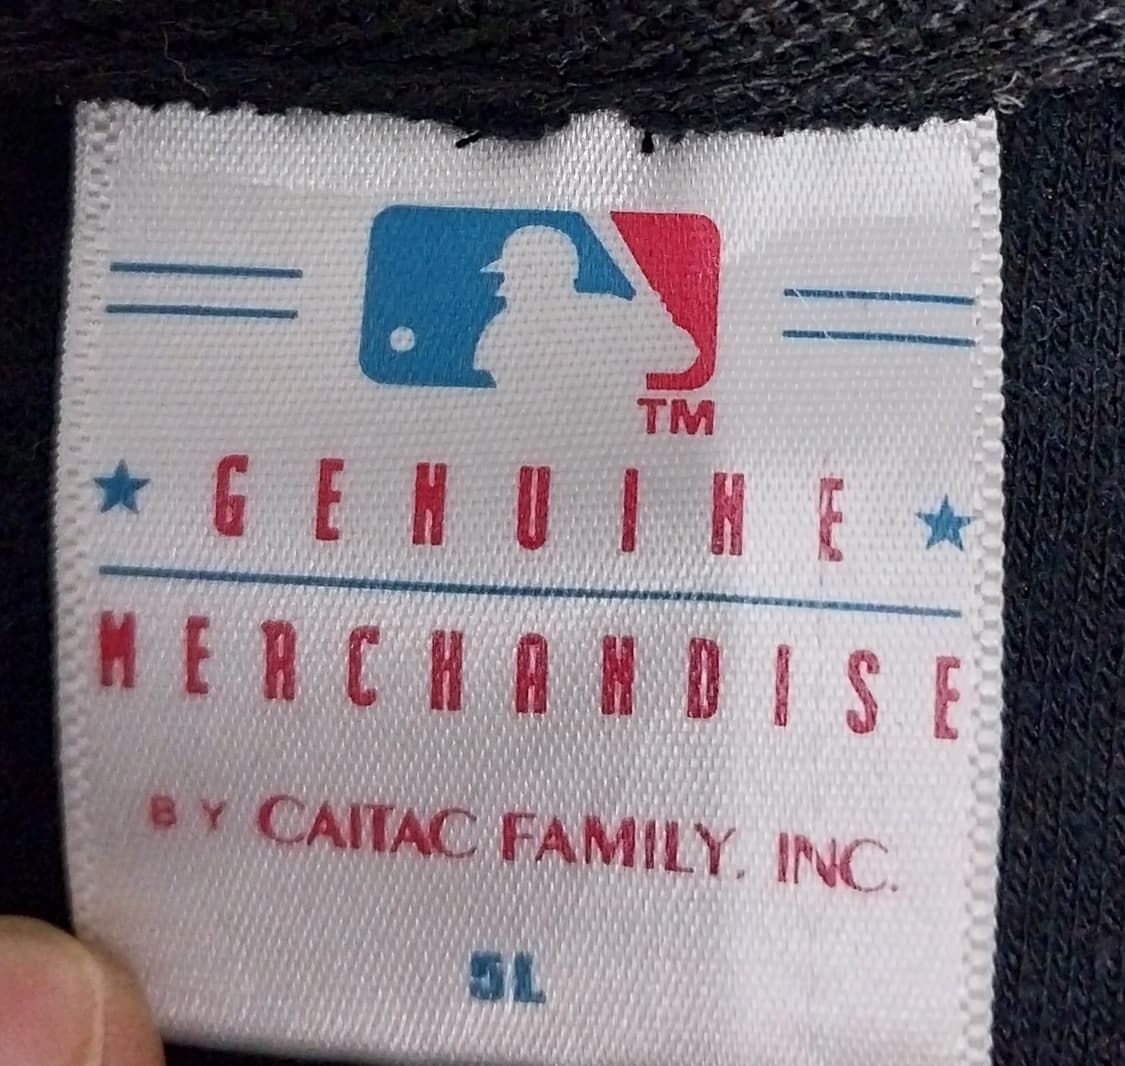 TM
GENUINE
MERCHANDISE
BY CAITAC FAMILY. INC.
5L